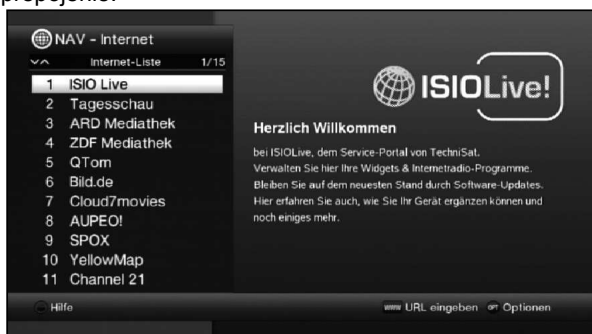 NAV - Internet
Internet-Liste 1/15
1 ISIO Live
2 Tagesschau
3 ARD Mediathek
4 ZDF Mediathek
5 QTom
6 Bild.de
7 Cloud7movies
8 AUPEO!
9 SPOX
10 YellowMap
11 Channel 21
ISIOLive!
Herzlich Willkommen
bei ISIOLive, dem Service-Portal von TechniSat.
Verwalten Sie hier Ihre Widgets & Internetradio-Programme.
Bleiben Sie auf dem neuesten Stand durch Software-Updates.
Hier erfahren Sie auch, wie Sie Ihr Gerät ergänzen können und
noch einiges mehr.
Hilfe
www URL eingeben OPT Optionen